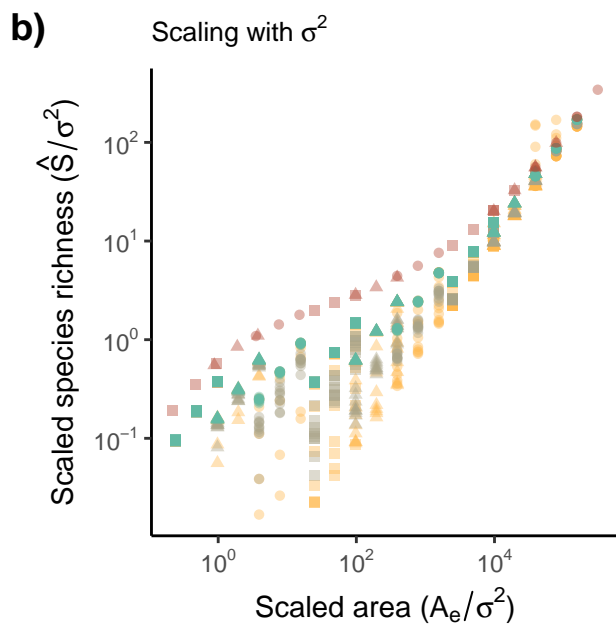 b)
Scaling with σ²
Scaled species richness (Ŝ/σ²)
10²
10¹
10⁰
10⁻¹
10⁰
10²
10⁴
Scaled area (Aₑ/σ²)